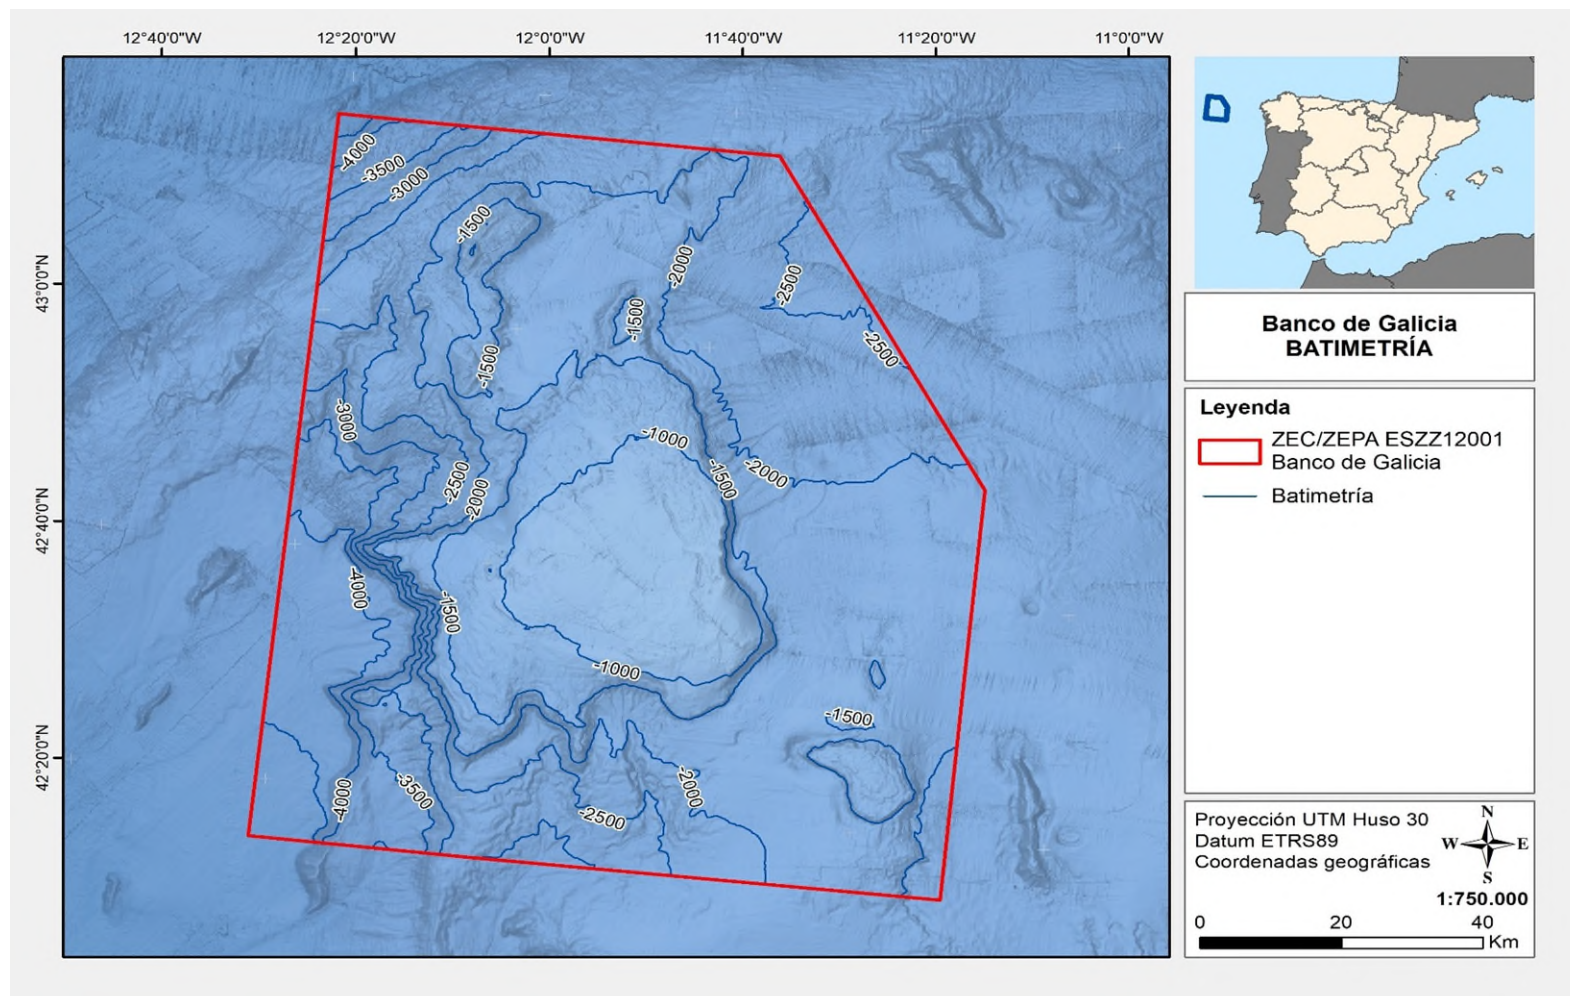 12°40'0"W
12°20'0"W
12°0'0"W
11°40'0"W
11°20'0"W
11°0'0"W
43°0'0"N
42°40'0"N
42°20'0"N
-4000
-3500
-3000
-1500
-2000
-2500
-1500
-2500
-1500
-3000
-1000
-2500
-2000
-1500
-2000
-4000
-1500
-1000
-1500
-4000
-3500
-2500
-2000
Banco de Galicia
BATIMETRÍA
Leyenda
ZEC/ZEPA ESZZ12001
Banco de Galicia
Batimetría
Proyección UTM Huso 30
Datum ETRS89
Coordenadas geográficas
N
W
E
S
1:750.000
0 20 40
Km